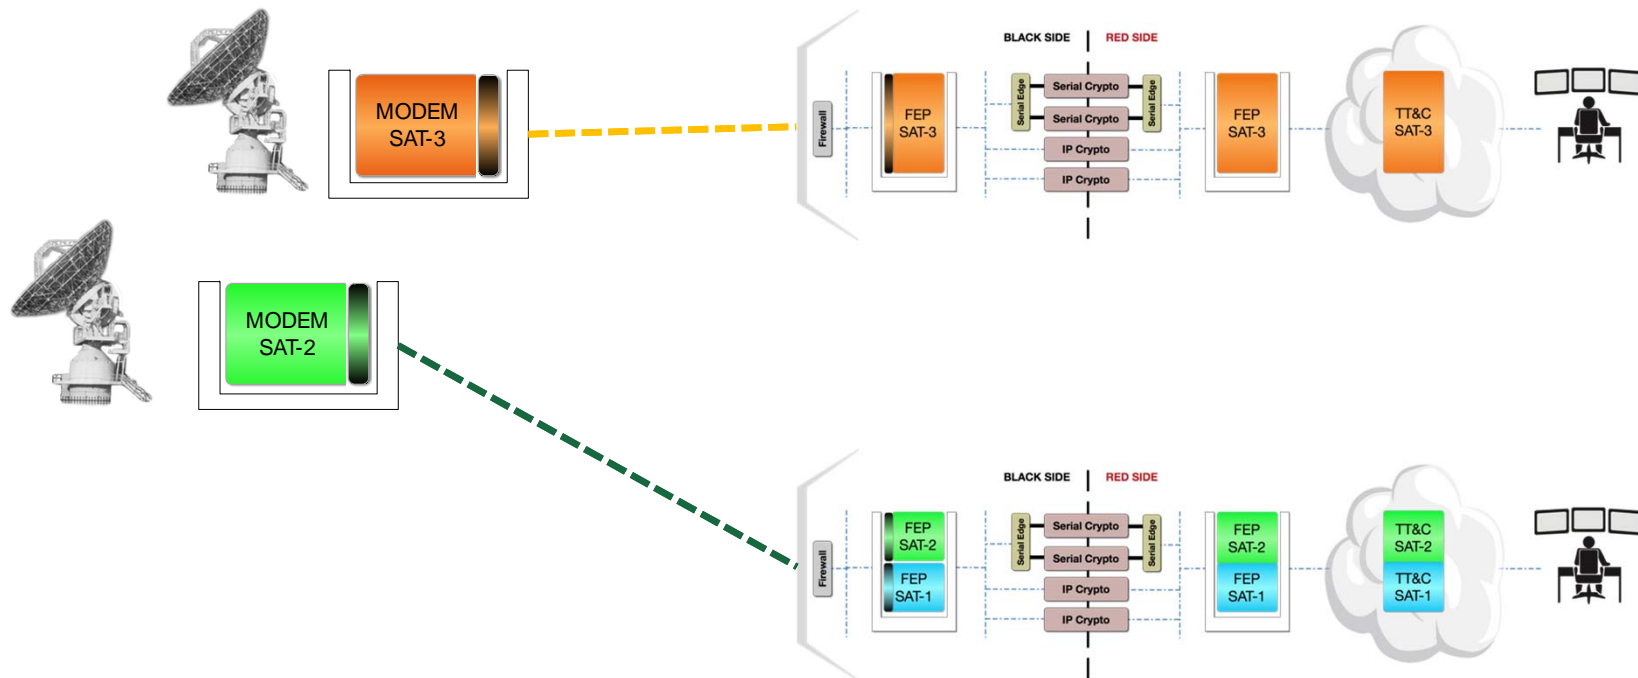 MODEM
SAT-3
BLACK SIDE
RED SIDE
Firewall
FEP
SAT-3
Serial Edge
Serial Crypto
Serial Crypto
IP Crypto
IP Crypto
Serial Edge
FEP
SAT-3
TT&C
SAT-3
MODEM
SAT-2
BLACK SIDE
RED SIDE
Firewall
FEP
SAT-2
FEP
SAT-1
Serial Edge
Serial Crypto
Serial Crypto
IP Crypto
IP Crypto
Serial Edge
FEP
SAT-2
FEP
SAT-1
TT&C
SAT-2
TT&C
SAT-1